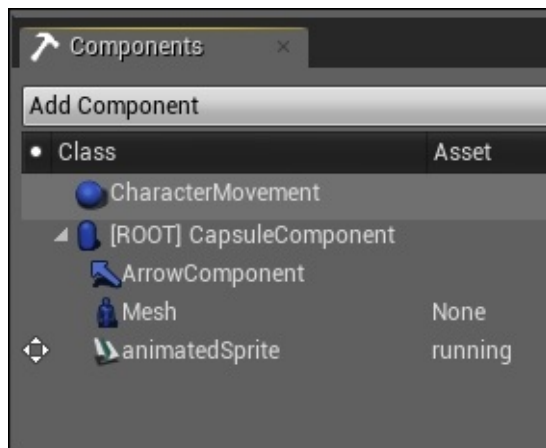 Components
Add Component
Class Asset
CharacterMovement
[ROOT] CapsuleComponent
ArrowComponent
Mesh None
animatedSprite running